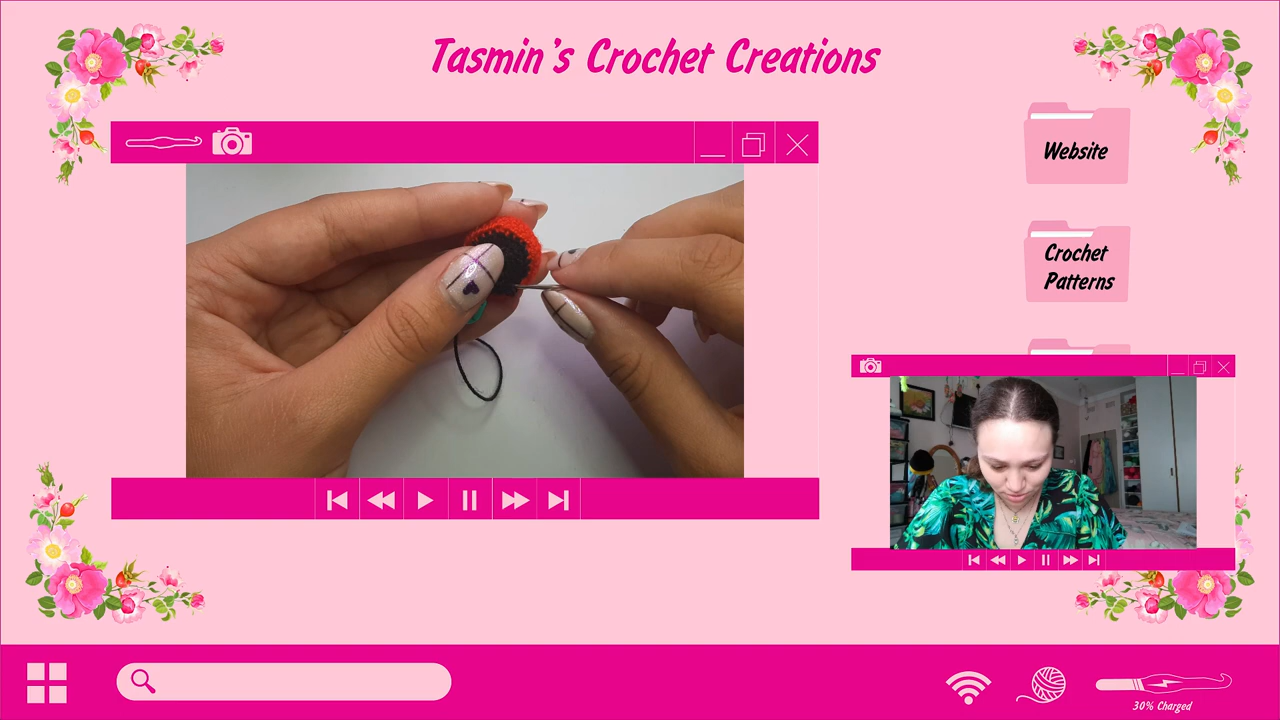 Tasmin's Crochet Creations
Website
Crochet
Patterns
30% Charged